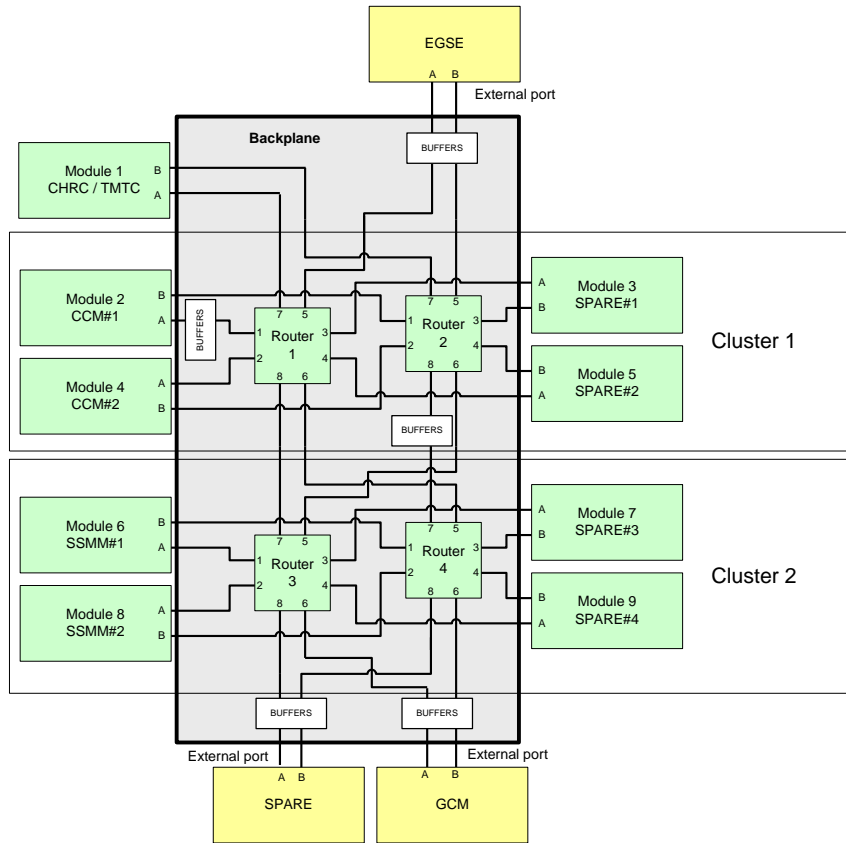 EGSE
A B
External port
Backplane
BUFFERS
Module 1
CHRC / TMTC
B
A
Module 2
CCM#1
B
A
BUFFERS
Module 4
CCM#2
A
B
7 5
1 3
Router
1
2 4
8 6
7 5
1 3
Router
2
2 4
8 6
A
B
Module 3
SPARE#1
B
A
Module 5
SPARE#2
Cluster 1
BUFFERS
Module 6
SSMM#1
B
A
Module 8
SSMM#2
A
B
7 5
1 3
Router
3
2 4
8 6
7 5
1 3
Router
4
2 4
8 6
A
B
Module 7
SPARE#3
B
A
Module 9
SPARE#4
Cluster 2
BUFFERS
BUFFERS
External port
External port
A B
SPARE
A B
GCM